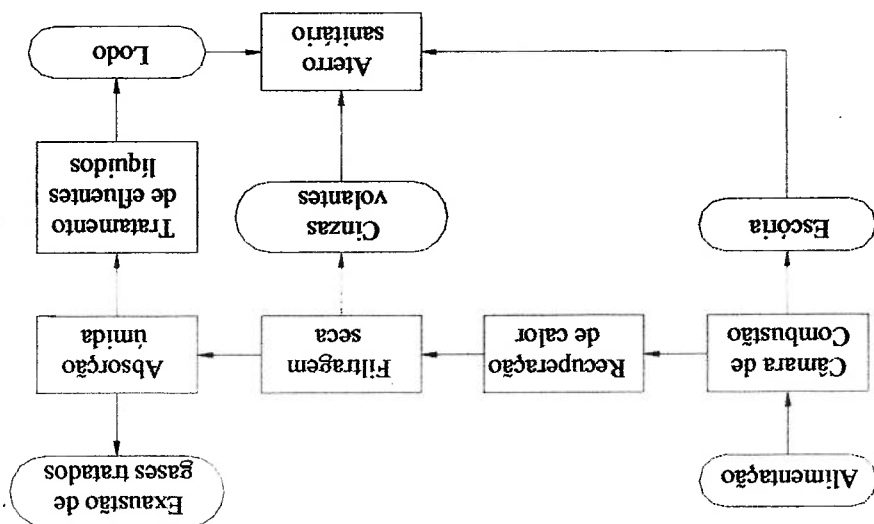 Alimentação
Exaustão de
gases tratados
Câmara de
Combustão
Recuperação
de calor
Filtragem
seca
Absorção
úmida
Escória
Cinzas
volantes
Tratamento
de efluentes
líquidos
Aterro
sanitário
Lodo